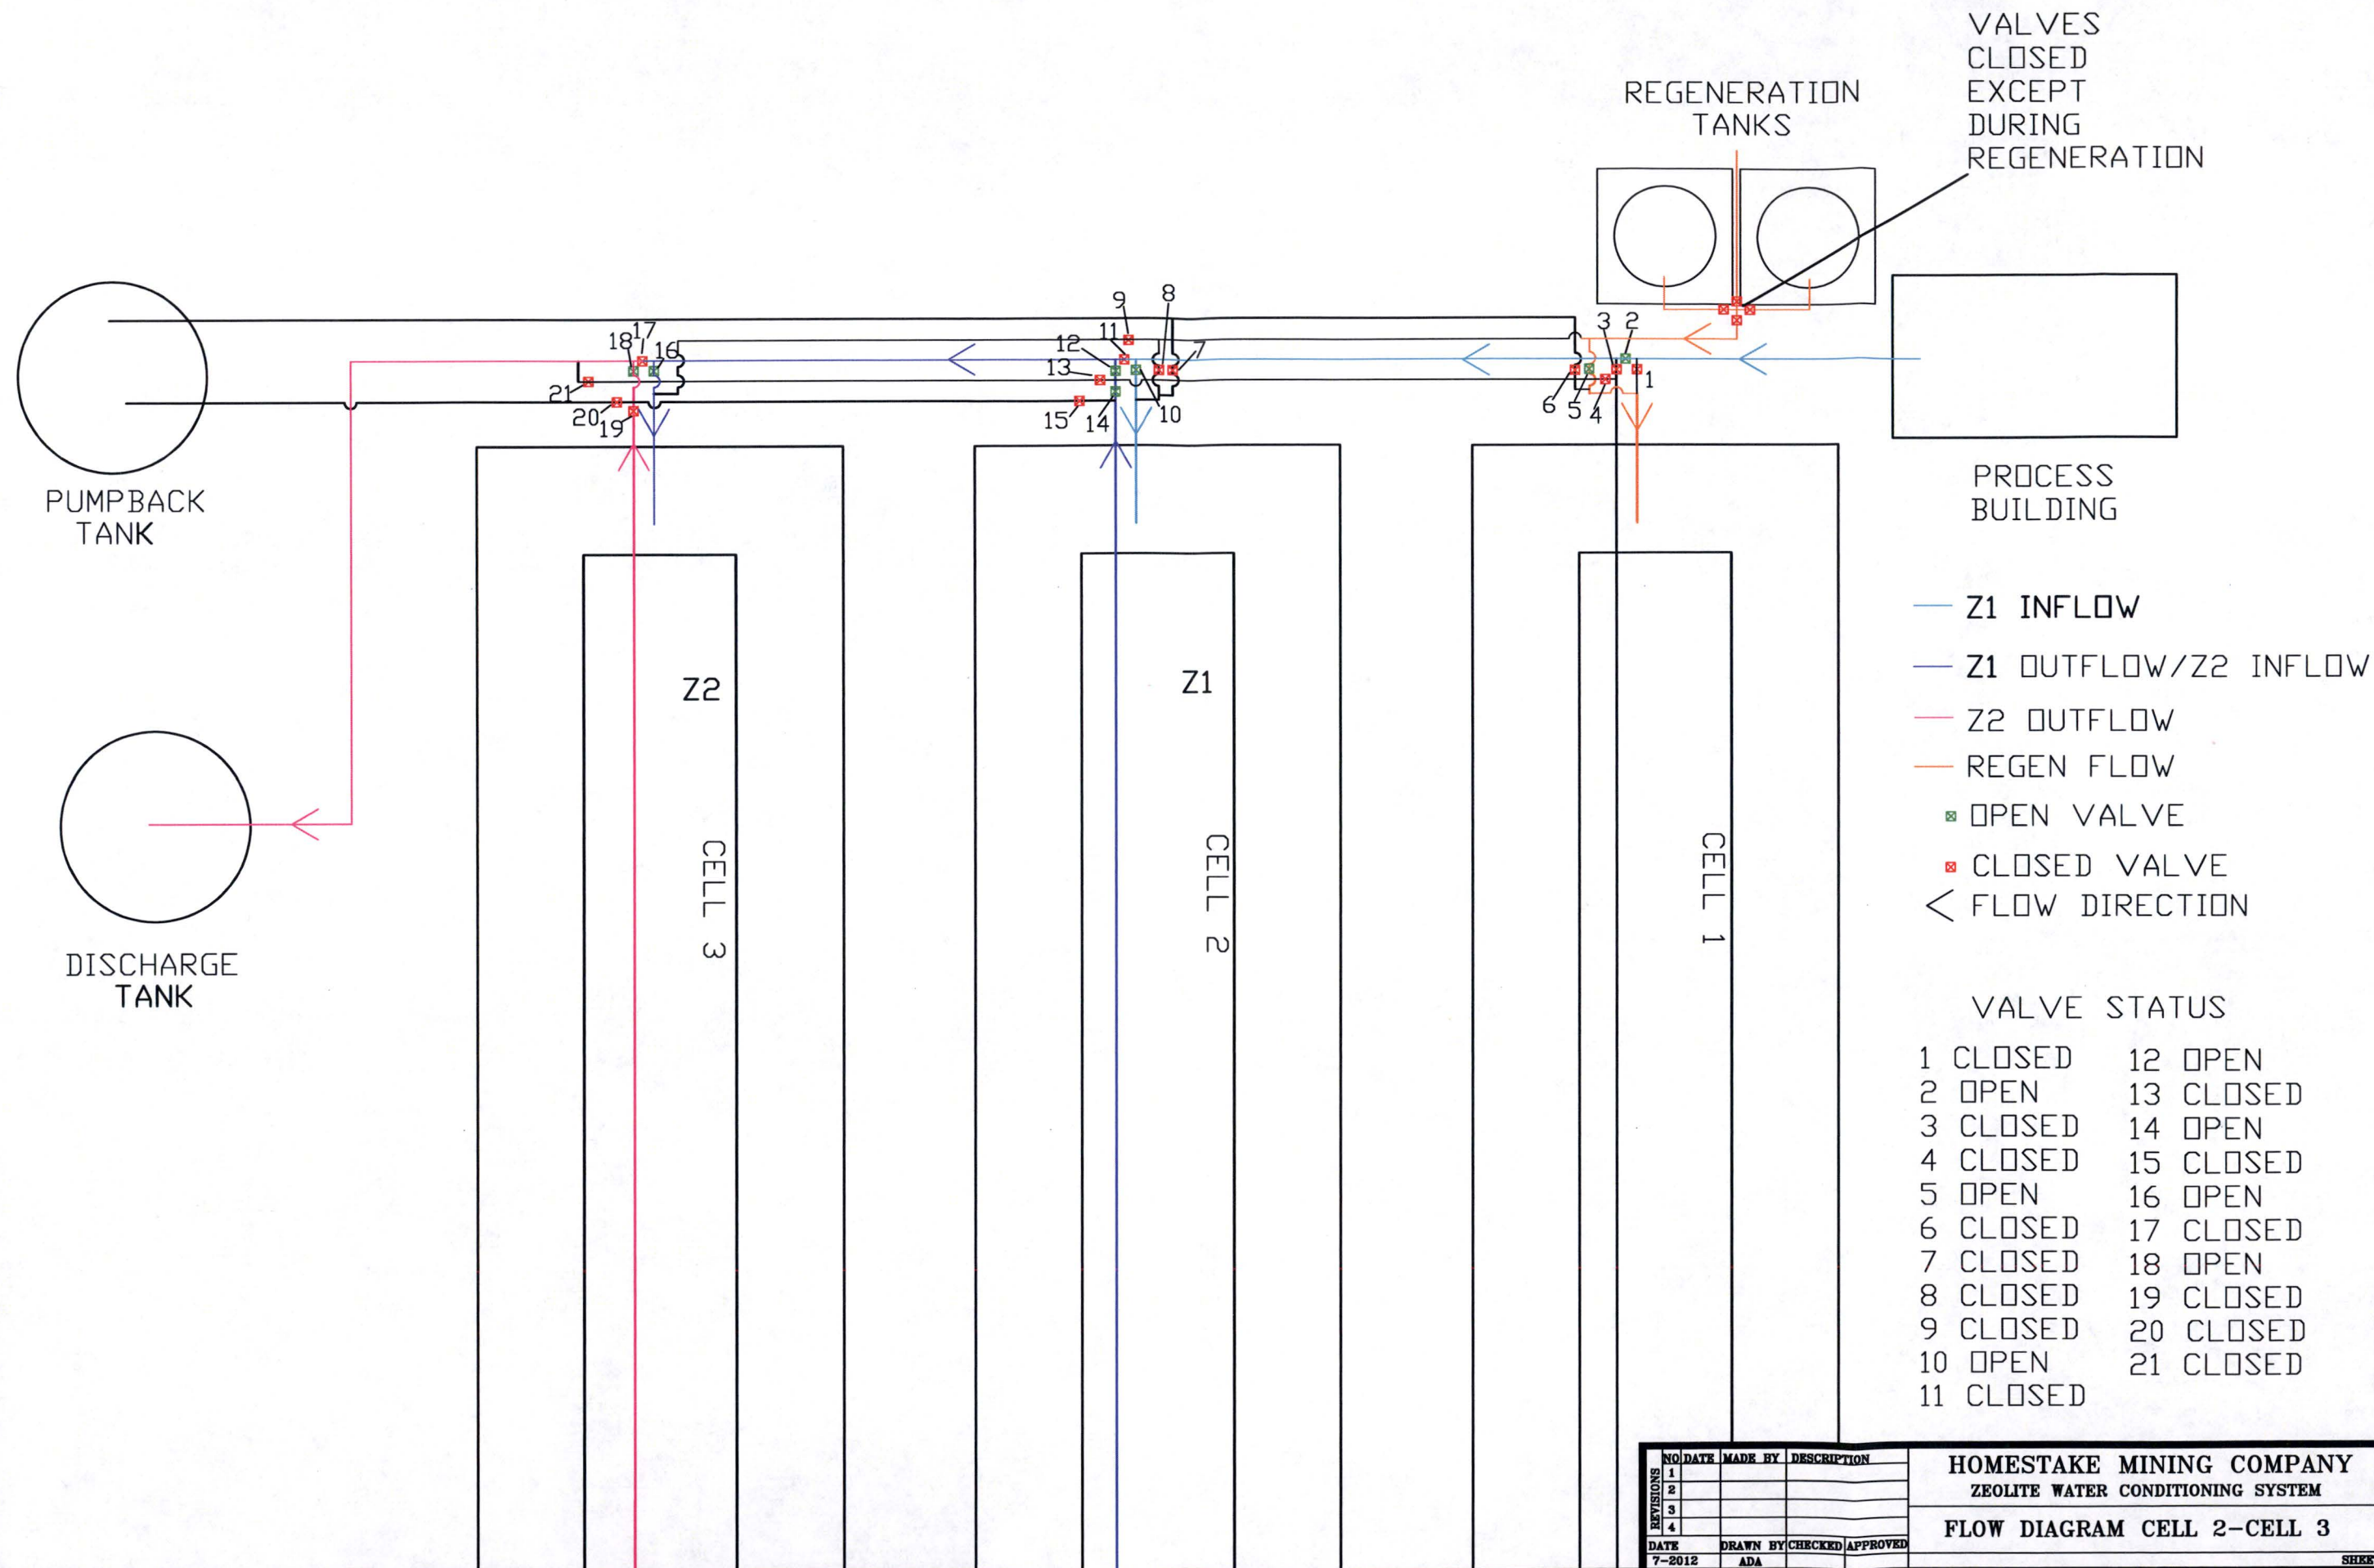 VALVES
CLOSED
EXCEPT
DURING
REGENERATION
REGENERATION
TANKS
9
8
3
2
17
18
16
11
12
7
13
21
20
19
15
14
10
6
5
4
1
PUMPBACK
TANK
PROCESS
BUILDING
Z1 INFLOW
Z1 OUTFLOW/Z2 INFLOW
Z2 OUTFLOW
REGEN FLOW
OPEN VALVE
CLOSED VALVE
FLOW DIRECTION
Z2
Z1
CELL 3
CELL 2
CELL 1
DISCHARGE
TANK
VALVE STATUS
1 CLOSED
2 OPEN
3 CLOSED
4 CLOSED
5 OPEN
6 CLOSED
7 CLOSED
8 CLOSED
9 CLOSED
10 OPEN
11 CLOSED
12 OPEN
13 CLOSED
14 OPEN
15 CLOSED
16 OPEN
17 CLOSED
18 OPEN
19 CLOSED
20 CLOSED
21 CLOSED
REVISIONS
NO DATE MADE BY DESCRIPTION
1
2
3
4
DATE DRAWN BY CHECKED APPROVED
7-2012 ADA
HOMESTAKE MINING COMPANY
ZEOLITE WATER CONDITIONING SYSTEM
FLOW DIAGRAM CELL 2-CELL 3